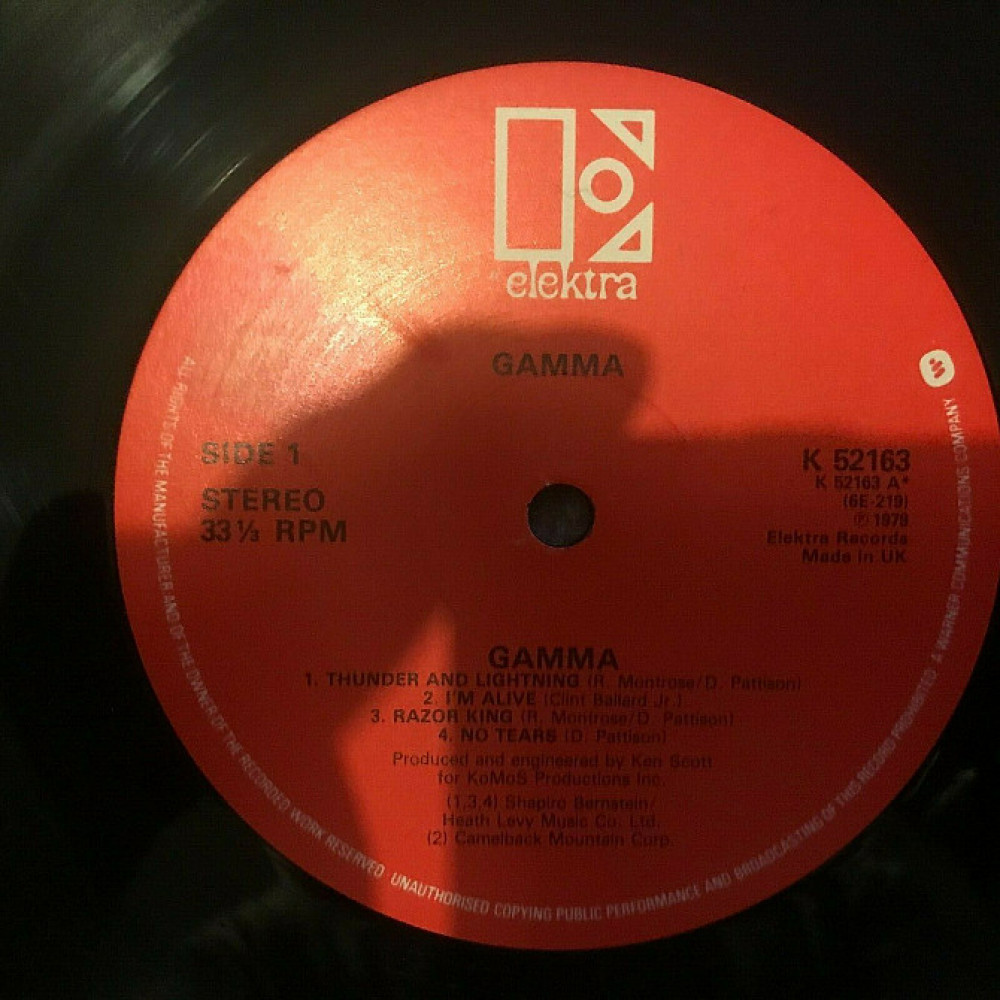 elektra
GAMMA
SIDE 1
STEREO
33⅓ RPM
K 52163
K 52163 A*
(6E-219)
℗ 1979
Elektra Records
Made in UK
GAMMA
1. THUNDER AND LIGHTNING (R. Montrose/D. Pattison)
2. I'M ALIVE (Clint Ballard Jr.)
3. RAZOR KING (R. Montrose/D. Pattison)
4. NO TEARS (D. Pattison)
Produced and engineered by Ken Scott
for KoMoS Productions Inc.
(1,3,4) Shapiro Bernstein/
Heath Levy Music Co. Ltd.
(2) Camelback Mountain Corp.
ALL RIGHTS OF THE MANUFACTURER AND OF THE OWNER OF THE RECORDED WORK RESERVED UNAUTHORISED COPYING PUBLIC PERFORMANCE AND BROADCASTING OF THIS RECORD PROHIBITED A WARNER COMMUNICATIONS COMPANY